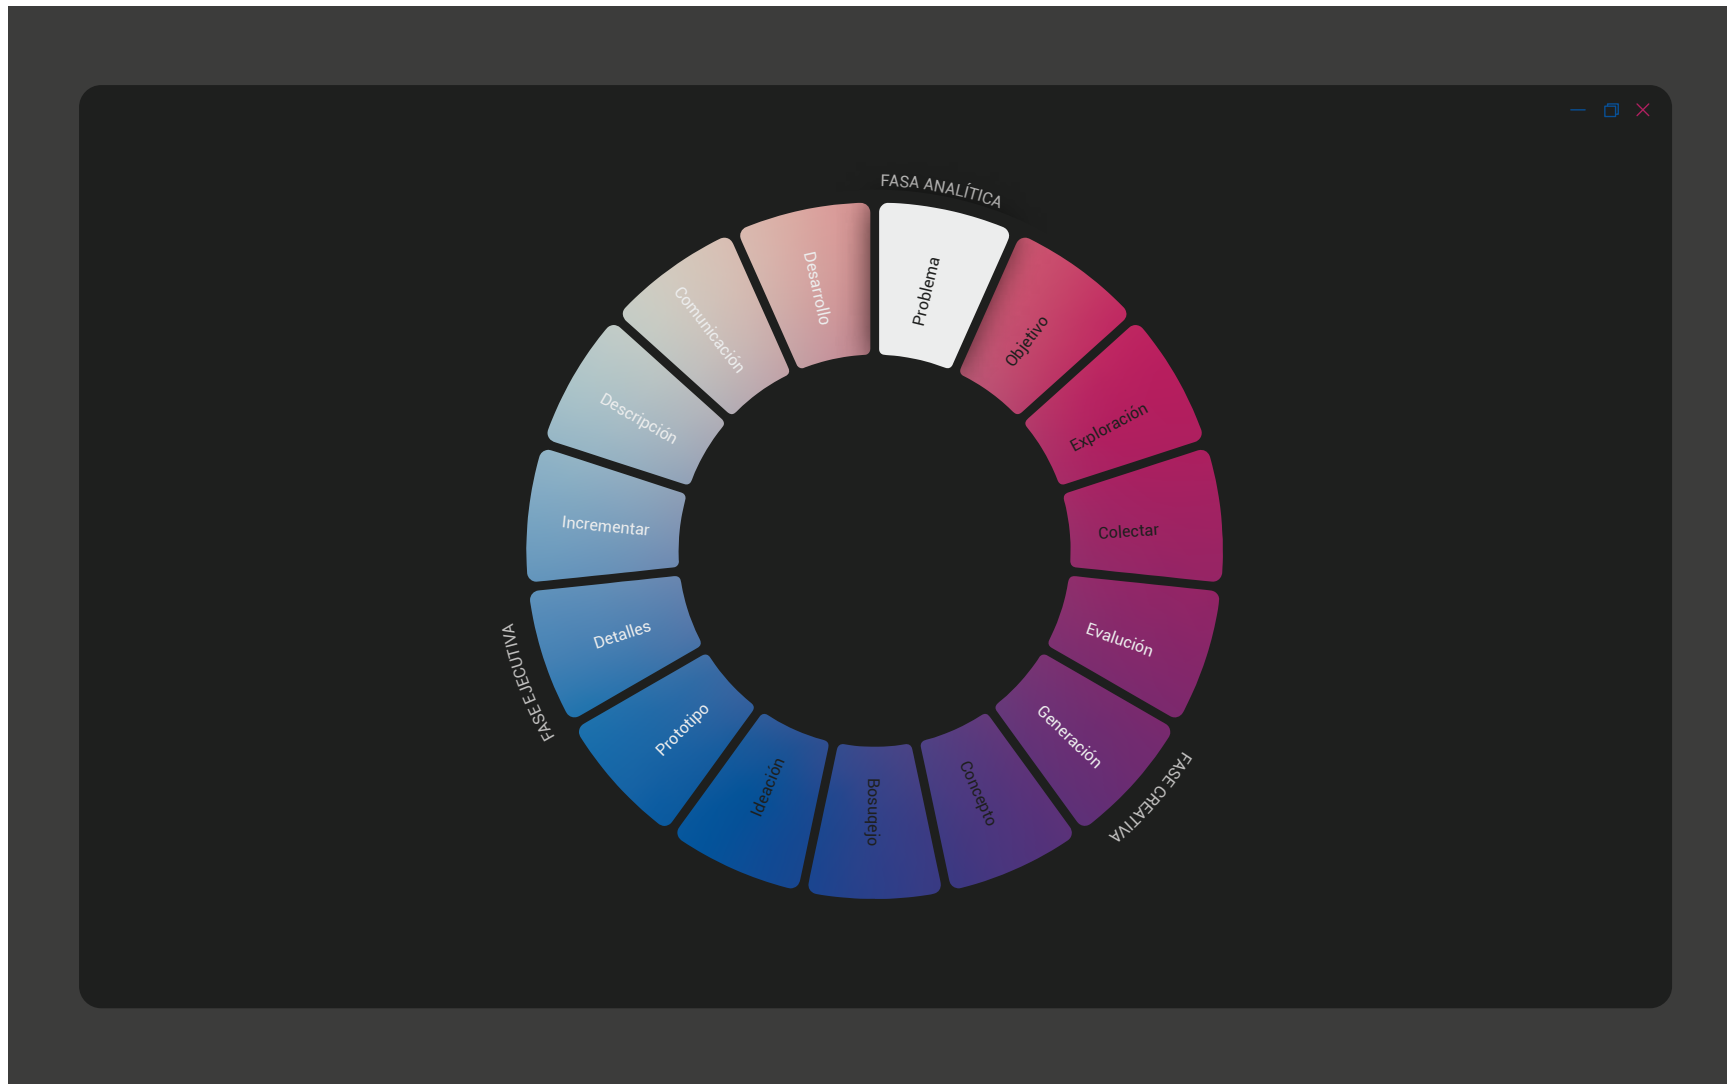 FASA ANALÍTICA
Problema
Objetivo
Exploración
Colectar
Evalución
Generación
FASE CREATIVA
Concepto
Bosuqejo
Ideación
Prototipo
Detalles
FASE EJECUTIVA
Incrementar
Descripción
Comunicación
Desarrollo